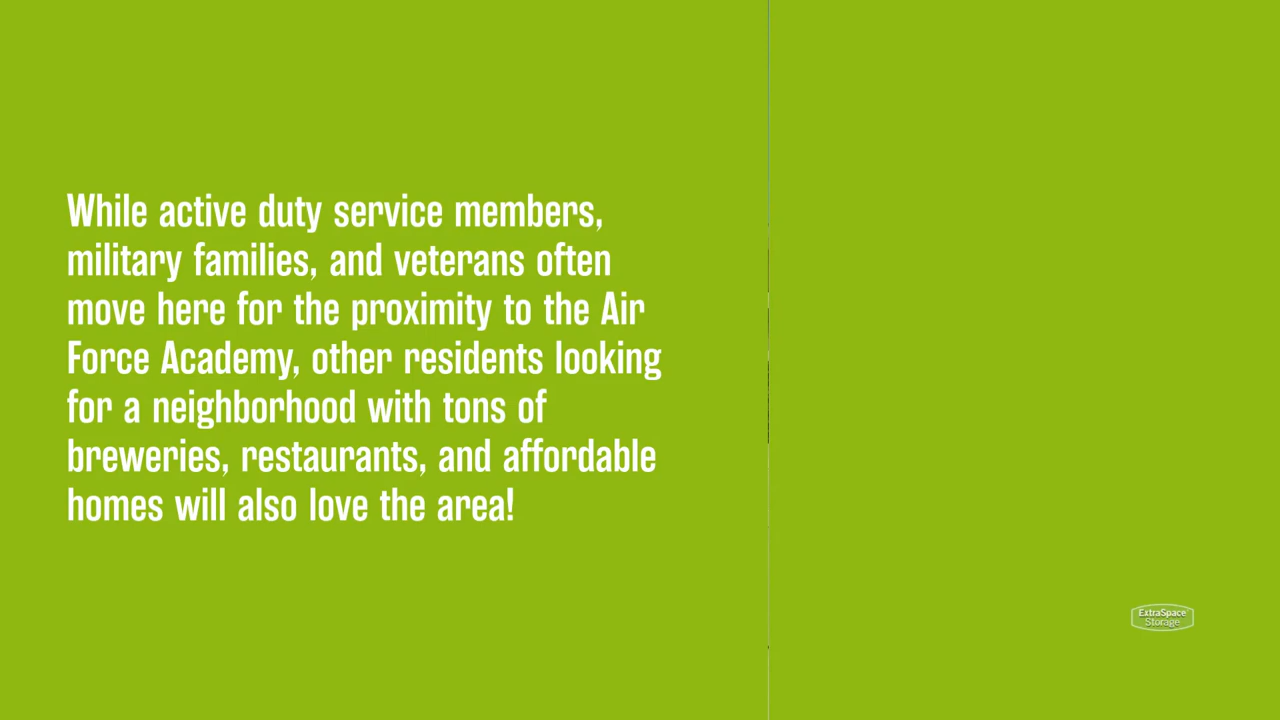 While active duty service members,
military families, and veterans often
move here for the proximity to the Air
Force Academy, other residents looking
for a neighborhood with tons of
breweries, restaurants, and affordable
homes will also love the area!
ExtraSpace
Storage